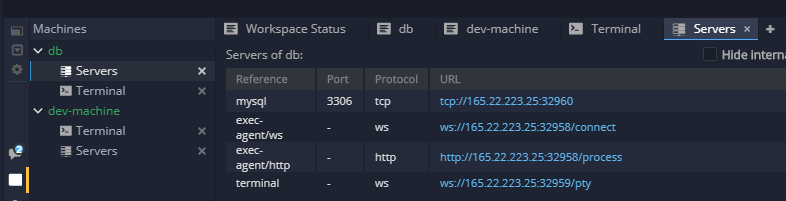 Machines
db
Servers
Terminal
dev-machine
Terminal
Servers
2
Workspace Status db dev-machine Terminal Servers
Servers of db: Hide interna
Reference Port Protocol URL
mysql 3306 tcp tcp://165.22.223.25:32960
exec-
agent/ws - ws ws://165.22.223.25:32958/connect
exec-
agent/http - http http://165.22.223.25:32958/process
terminal - ws ws://165.22.223.25:32959/pty